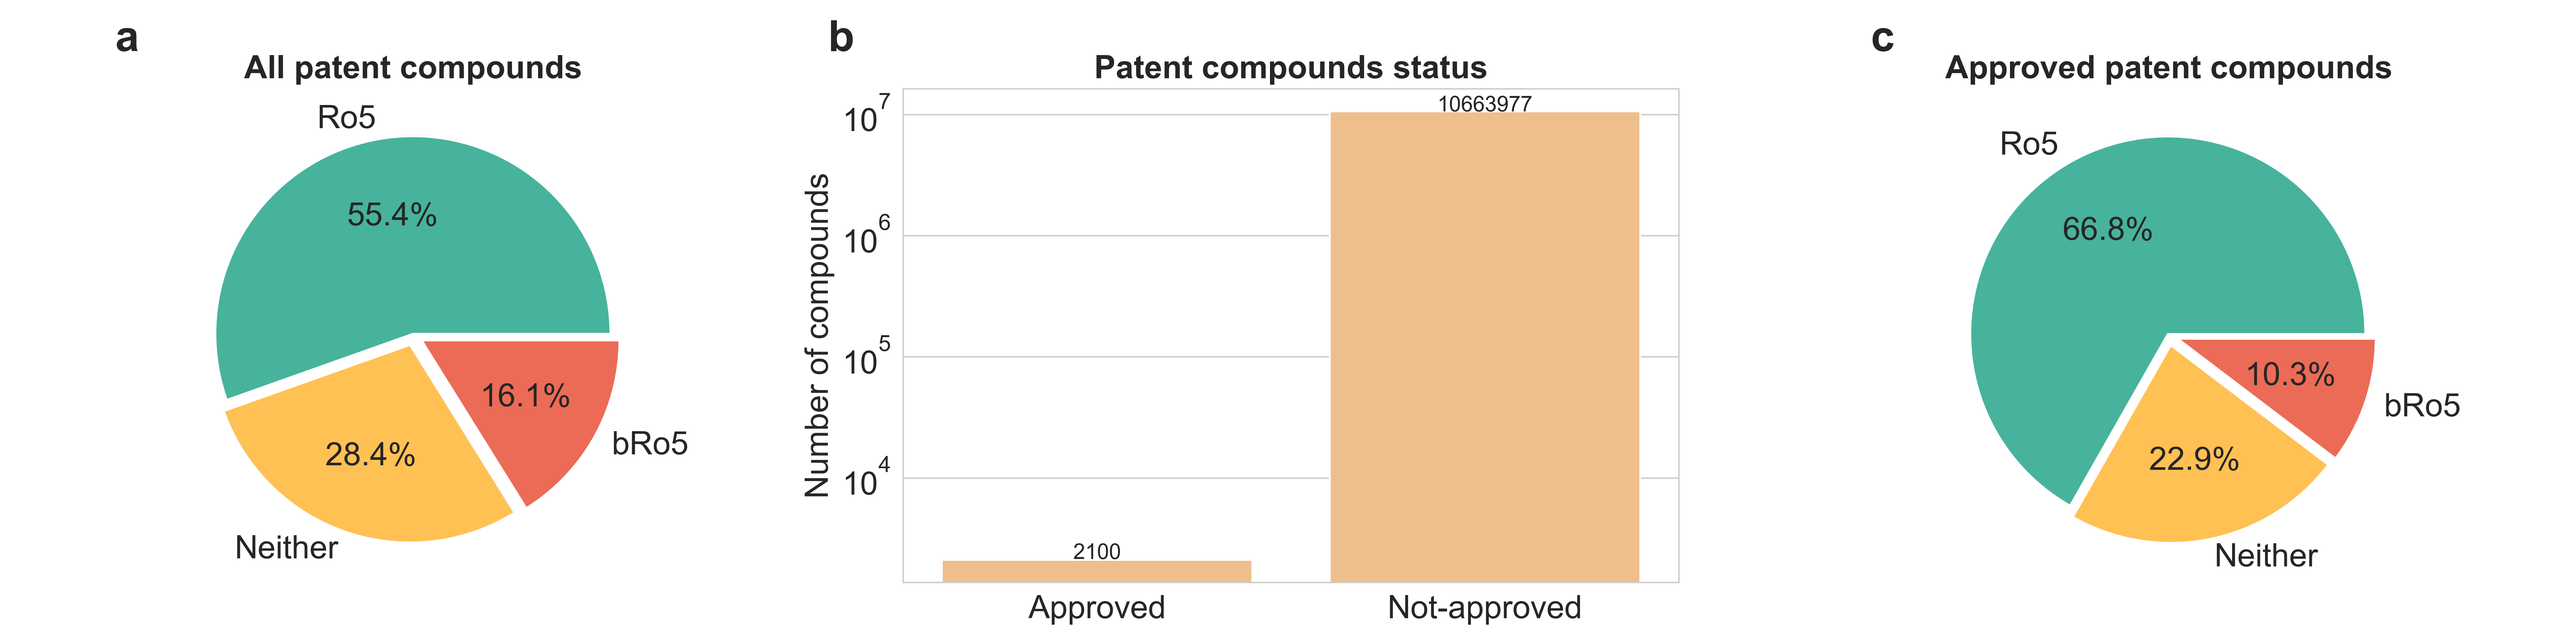 a
All patent compounds
Ro5
55.4%
16.1%
bRo5
28.4%
Neither
b
Patent compounds status
Number of compounds
10^7
10^6
10^5
10^4
10663977
2100
Approved
Not-approved
c
Approved patent compounds
Ro5
66.8%
10.3%
bRo5
22.9%
Neither